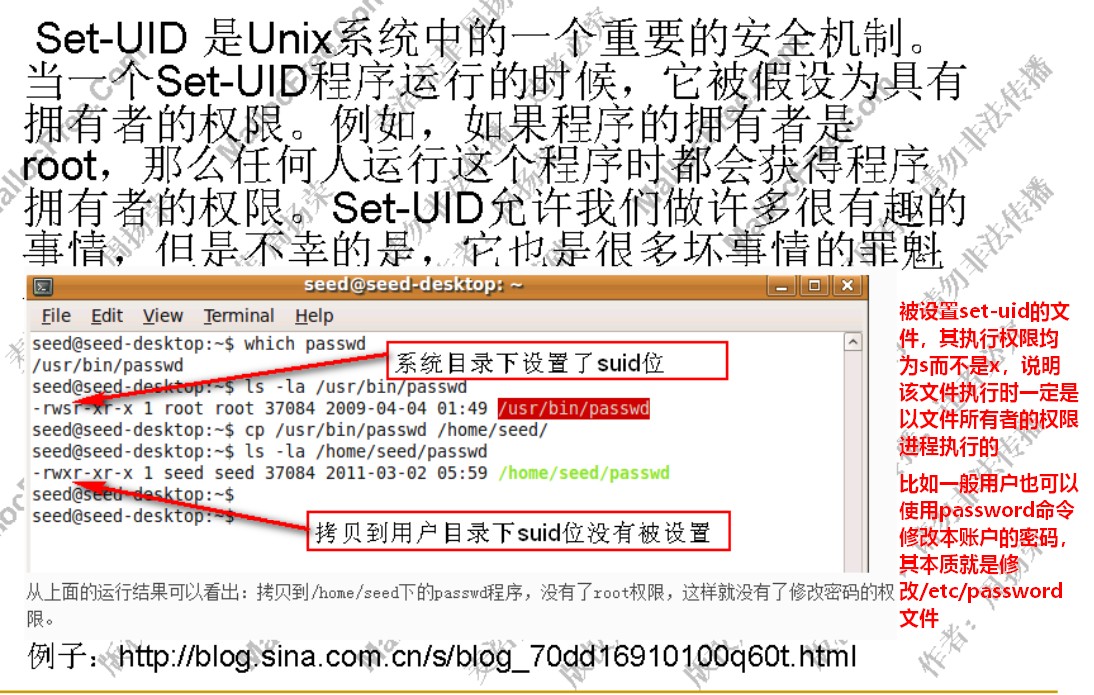 Set-UID 是Unix系统中的一个重要的安全机制。
当一个Set-UID程序运行的时候，它被假设为具有
拥有者的权限。例如，如果程序的拥有者是
root，那么任何人运行这个程序时都会获得程序
拥有者的权限。Set-UID允许我们做许多很有趣的
事情，但是不幸的是，它也是很多坏事情的罪魁
seed@seed-desktop: ~
File Edit View Terminal Help
seed@seed-desktop:~$ which passwd
/usr/bin/passwd
系统目录下设置了suid位
seed@seed-desktop:~$ ls -la /usr/bin/passwd
-rwsr-xr-x 1 root root 37084 2009-04-04 01:49 /usr/bin/passwd
seed@seed-desktop:~$ cp /usr/bin/passwd /home/seed/
seed@seed-desktop:~$ ls -la /home/seed/passwd
-rwxr-xr-x 1 seed seed 37084 2011-03-02 05:59 /home/seed/passwd
seed@seed-desktop:~$
seed@seed-desktop:~$
拷贝到用户目录下suid位没有被设置
被设置set-uid的文
件，其执行权限均
为s而不是x，说明
该文件执行时一定是
以文件所有者的权限
进程执行的
比如一般用户也可以
使用password命令
修改本账户的密码，
其本质就是修
改/etc/password
文件
从上面的运行结果可以看出：拷贝到/home/seed下的passwd程序，没有了root权限，这样就没有了修改密码的权
限。
例子：http://blog.sina.com.cn/s/blog_70dd16910100q60t.html